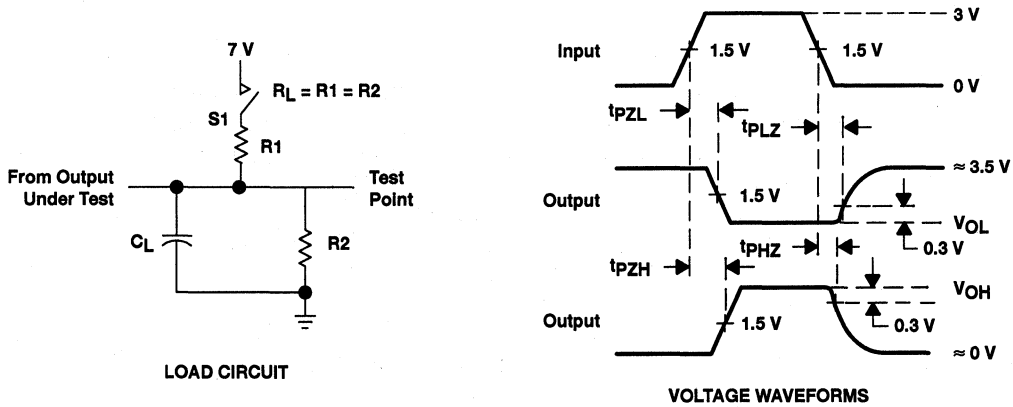 7 V
RL = R1 = R2
S1
R1
From Output
Under Test
Test
Point
CL
R2
LOAD CIRCUIT
3 V
Input
1.5 V
1.5 V
0 V
tPZL
tPLZ
≈ 3.5 V
Output
1.5 V
VOL
0.3 V
tPHZ
tPZH
VOH
Output
1.5 V
0.3 V
≈ 0 V
VOLTAGE WAVEFORMS